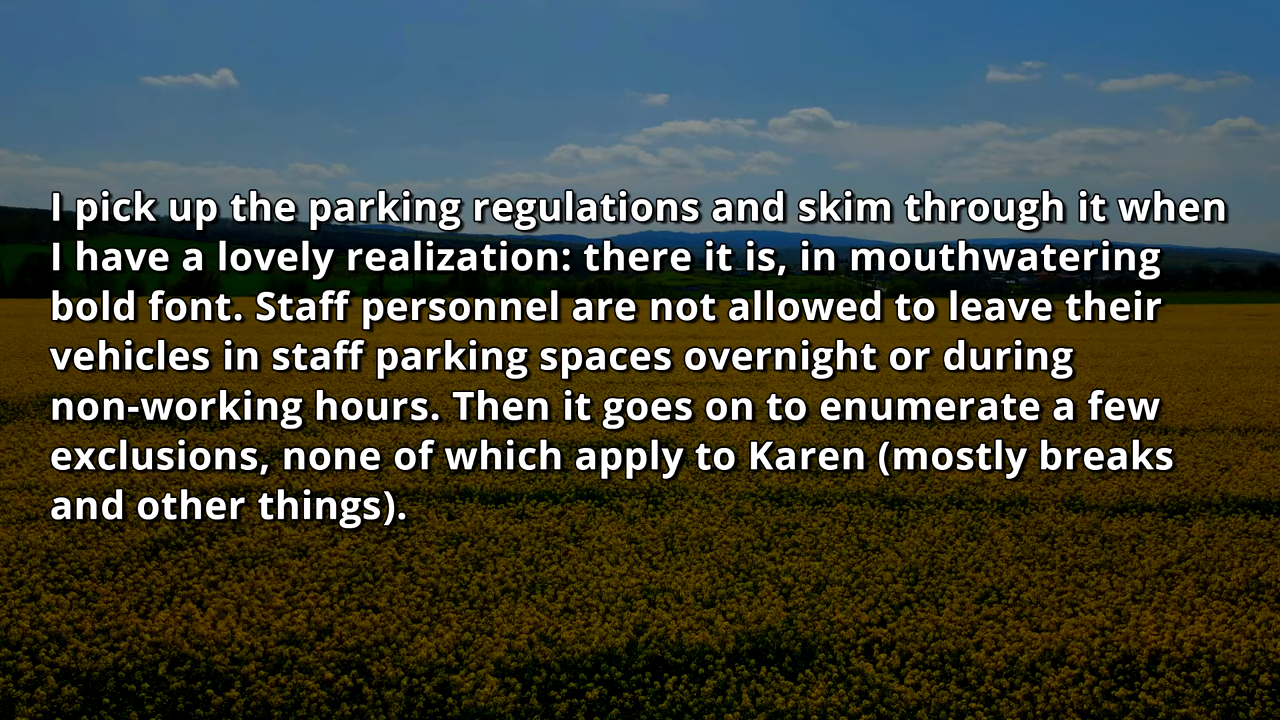 I pick up the parking regulations and skim through it when
I have a lovely realization: there it is, in mouthwatering
bold font. Staff personnel are not allowed to leave their
vehicles in staff parking spaces overnight or during
non-working hours. Then it goes on to enumerate a few
exclusions, none of which apply to Karen (mostly breaks
and other things).